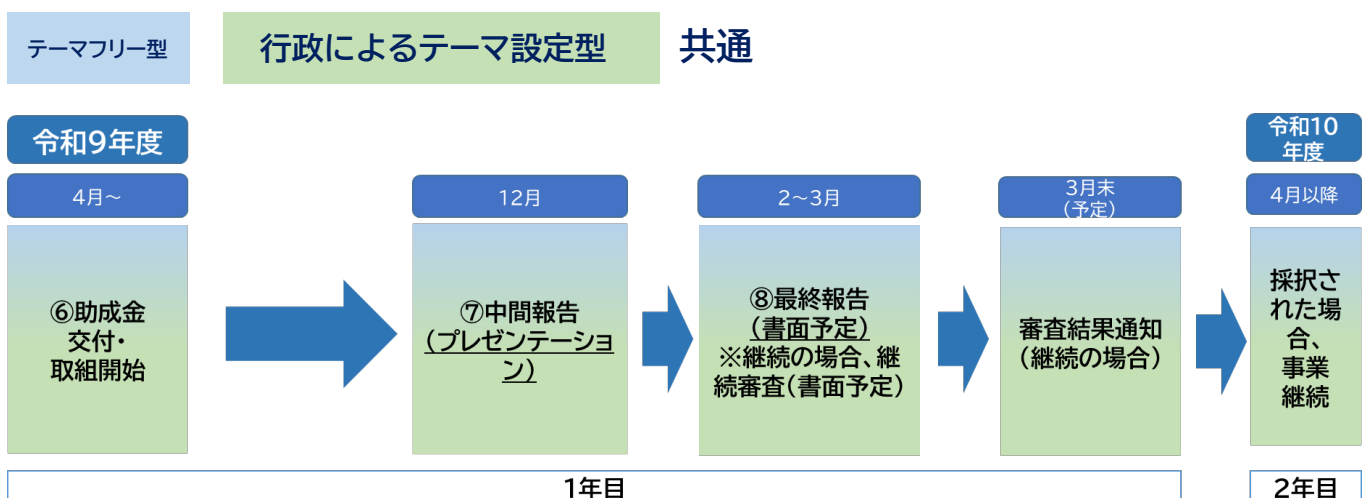 テーマフリー型
行政によるテーマ設定型
共通
令和9年度
令和10
年度
4月～
12月
2～3月
3月末
(予定)
4月以降
⑥助成金
交付・
取組開始
⑦中間報告
(プレゼンテーショ
ン)
⑧最終報告
(書面予定)
※継続の場合、継
続審査(書面予定)
審査結果通知
(継続の場合)
採択さ
れた場
合、
事業
継続
1年目
2年目